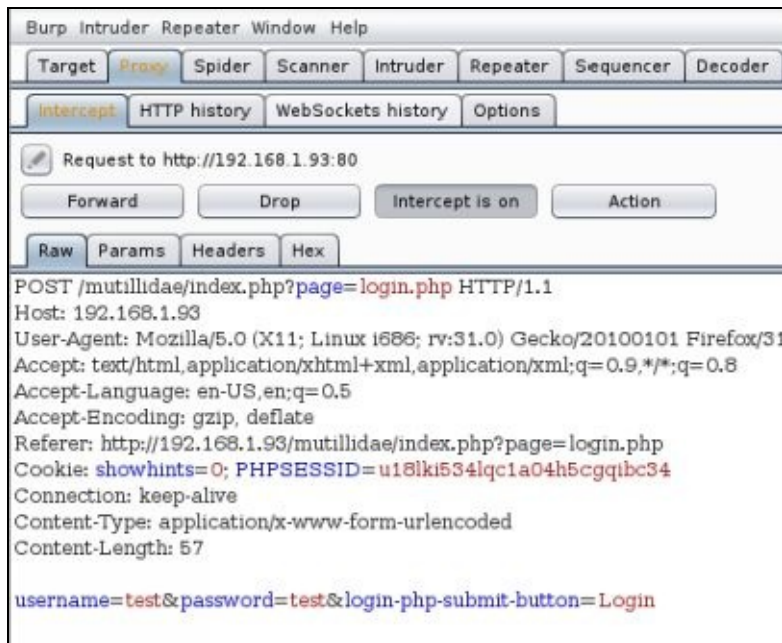 Burp Intruder Repeater Window Help
Target Proxy Spider Scanner Intruder Repeater Sequencer Decoder
Intercept HTTP history WebSockets history Options
Request to http://192.168.1.93:80
Forward Drop Intercept is on Action
Raw Params Headers Hex
POST /mutillidae/index.php?page=login.php HTTP/1.1
Host: 192.168.1.93
User-Agent: Mozilla/5.0 (X11; Linux i686; rv:31.0) Gecko/20100101 Firefox/31
Accept: text/html,application/xhtml+xml,application/xml;q=0.9,*/*;q=0.8
Accept-Language: en-US,en;q=0.5
Accept-Encoding: gzip, deflate
Referer: http://192.168.1.93/mutillidae/index.php?page=login.php
Cookie: showhints=0; PHPSESSID=u18lki534lqc1a04h5cgqibc34
Connection: keep-alive
Content-Type: application/x-www-form-urlencoded
Content-Length: 57
username=test&password=test&login-php-submit-button=Login